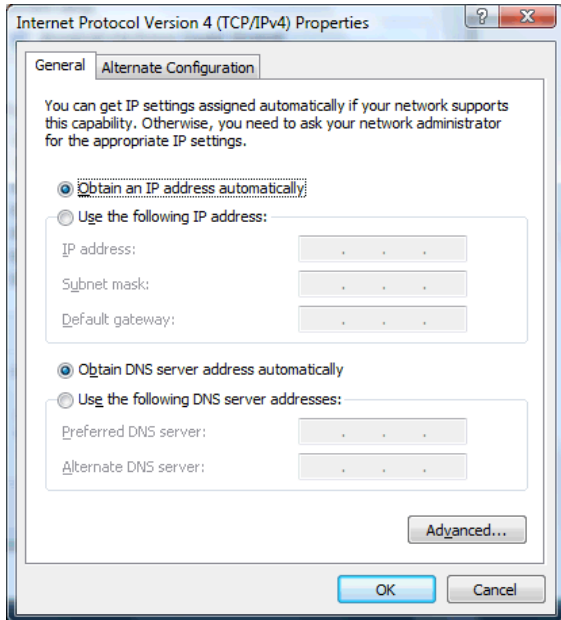 Internet Protocol Version 4 (TCP/IPv4) Properties
?
X
General
Alternate Configuration
You can get IP settings assigned automatically if your network supports
this capability. Otherwise, you need to ask your network administrator
for the appropriate IP settings.
Obtain an IP address automatically
Use the following IP address:
IP address:
. . .
Subnet mask:
. . .
Default gateway:
. . .
Obtain DNS server address automatically
Use the following DNS server addresses:
Preferred DNS server:
. . .
Alternate DNS server:
. . .
Advanced...
OK
Cancel